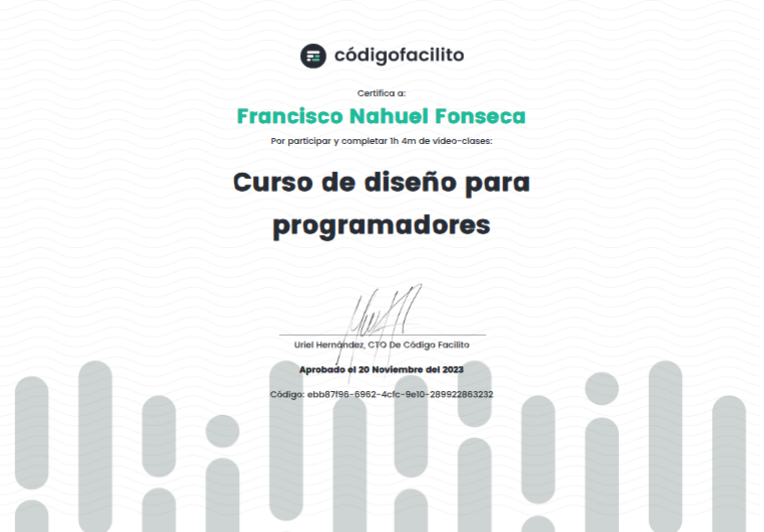 códigofacilito
Certifica a:
Francisco Nahuel Fonseca
Por participar y completar 1h 4m de video-clases:
Curso de diseño para
programadores
Uriel Hernández, CTO De Código Facilito
Aprobado el 20 Noviembre del 2023
Código: ebb87f96-6962-4cfc-9e10-289922863232